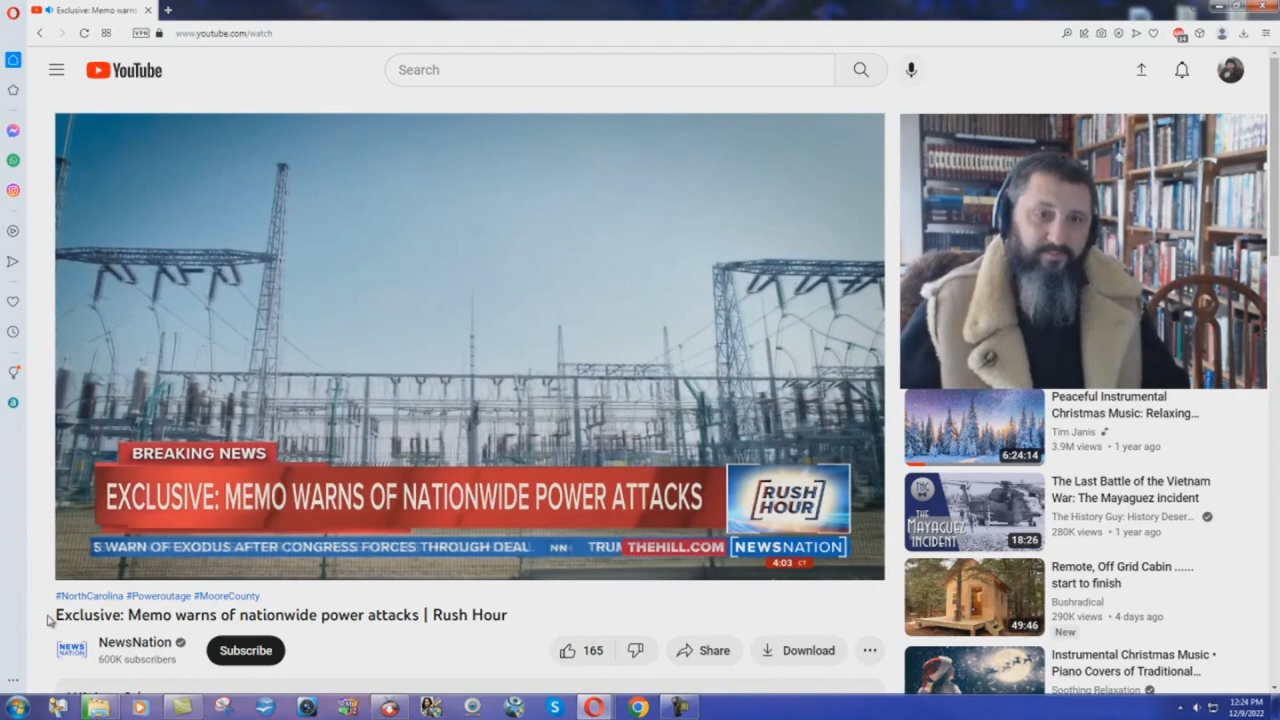 Exclusive: Memo warns
VPN
www.youtube.com/watch
YouTube
Search
BREAKING NEWS
EXCLUSIVE: MEMO WARNS OF NATIONWIDE POWER ATTACKS
RUSH HOUR
S WARN OF EXODUS AFTER CONGRESS FORCES THROUGH DEAL NN TRUM THEHILL.COM
NEWSNATION
4:03 CT
#NorthCarolina #Poweroutage #MooreCounty
Exclusive: Memo warns of nationwide power attacks | Rush Hour
NEWS NATION
NewsNation
600K subscribers
Subscribe
165
Share
Download
Peaceful Instrumental
Christmas Music: Relaxing...
Tim Janis
3.9M views • 1 year ago
6:24:14
The Last Battle of the Vietnam
War: The Mayaguez incident
The History Guy: History Deser...
280K views • 1 year ago
THG
THE
MAYAGUEZ
INCIDENT
18:26
Remote, Off Grid Cabin ......
start to finish
Bushradical
290K views • 4 days ago
New
49:46
Instrumental Christmas Music •
Piano Covers of Traditional...
Soothing Relaxation
12:24 PM
12/9/2022